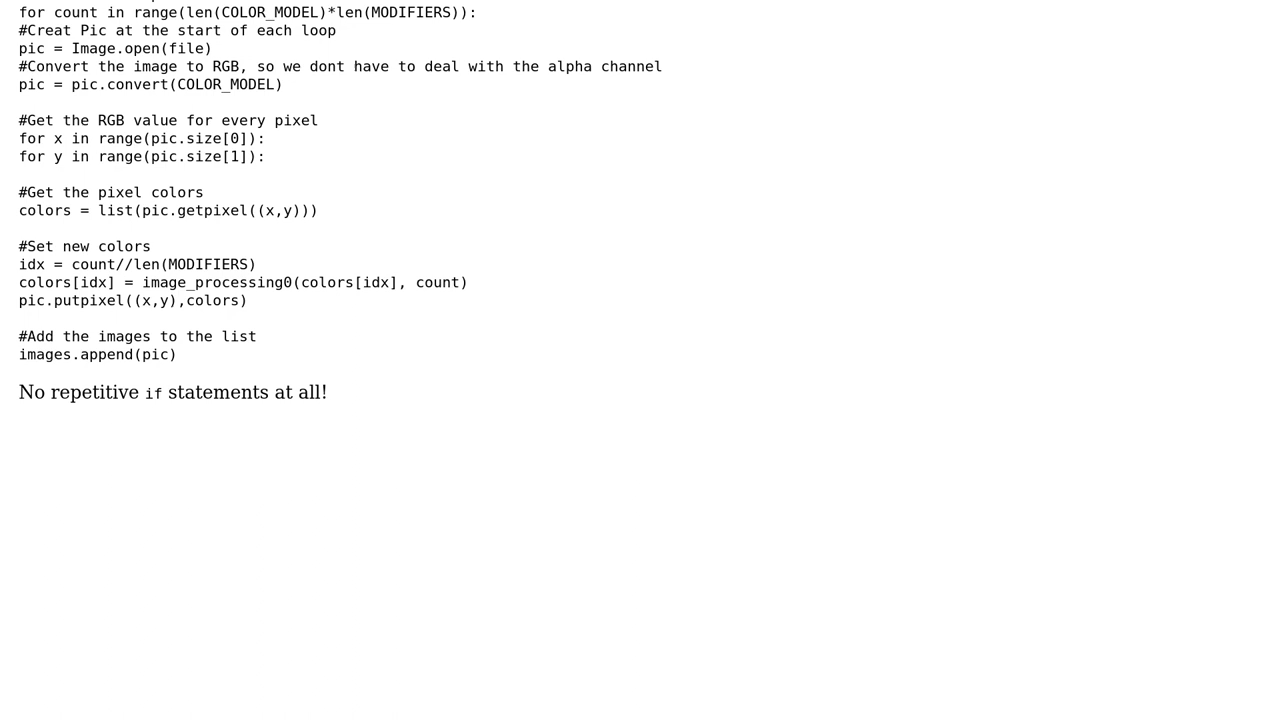 for count in range(len(COLOR_MODEL)*len(MODIFIERS)):
#Creat Pic at the start of each loop
pic = Image.open(file)
#Convert the image to RGB, so we dont have to deal with the alpha channel
pic = pic.convert(COLOR_MODEL)
#Get the RGB value for every pixel
for x in range(pic.size[0]):
for y in range(pic.size[1]):
#Get the pixel colors
colors = list(pic.getpixel((x,y)))
#Set new colors
idx = count//len(MODIFIERS)
colors[idx] = image_processing0(colors[idx], count)
pic.putpixel((x,y),colors)
#Add the images to the list
images.append(pic)
No repetitive if statements at all!